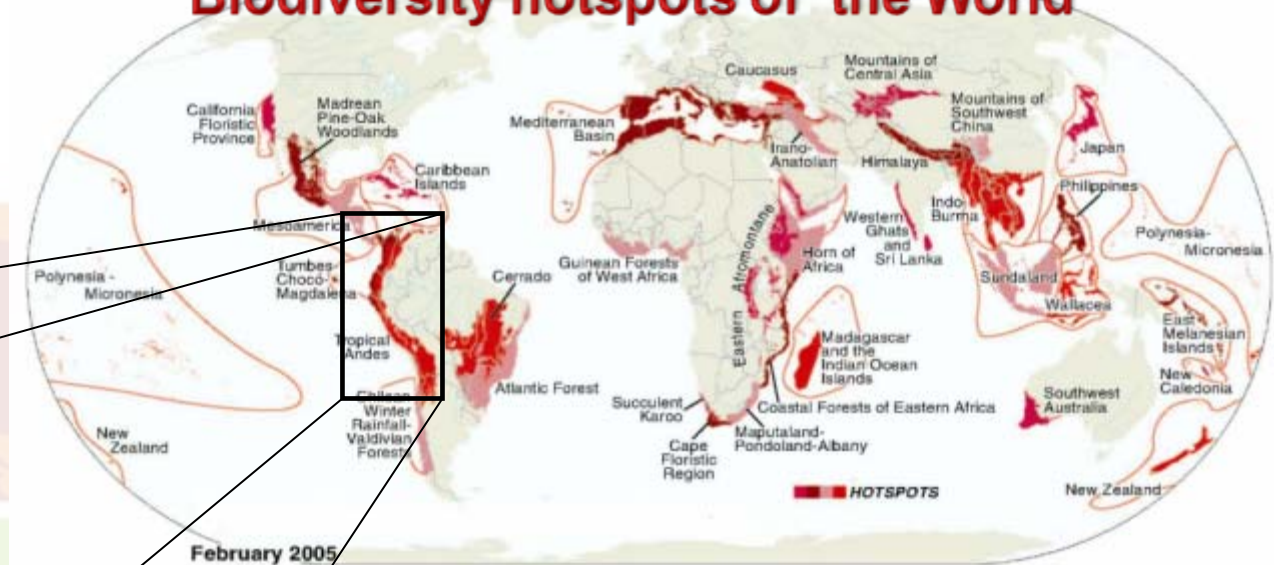 Biodiversity hotspots of the World
California
Floristic
Province
Madrean
Pine-Oak
Woodlands
Caribbean
Islands
Mesoamerica
Tumbes-
Choco-
Magdalena
Polynesia -
Micronesia
Tropical
Andes
Cerrado
Atlantic Forest
Chilean
Winter
Rainfall-
Valdivian
Forests
New
Zealand
Mediterranean
Basin
Caucasus
Irano-
Anatolian
Mountains of
Central Asia
Mountains of
Southwest
China
Himalaya
Japan
Philippines
Indo-
Burma
Western
Ghats
and
Sri Lanka
Polynesia-
Micronesia
Guinean Forests
of West Africa
Eastern Afromontane
Horn of
Africa
Sundaland
Wallacea
East
Melanesian
Islands
New
Caledonia
Madagascar
and the
Indian Ocean
Islands
Southwest
Australia
Succulent
Karoo
Coastal Forests of Eastern Africa
Cape
Floristic
Region
Maputaland-
Pondoland-Albany
HOTSPOTS
New Zealand
February 2005